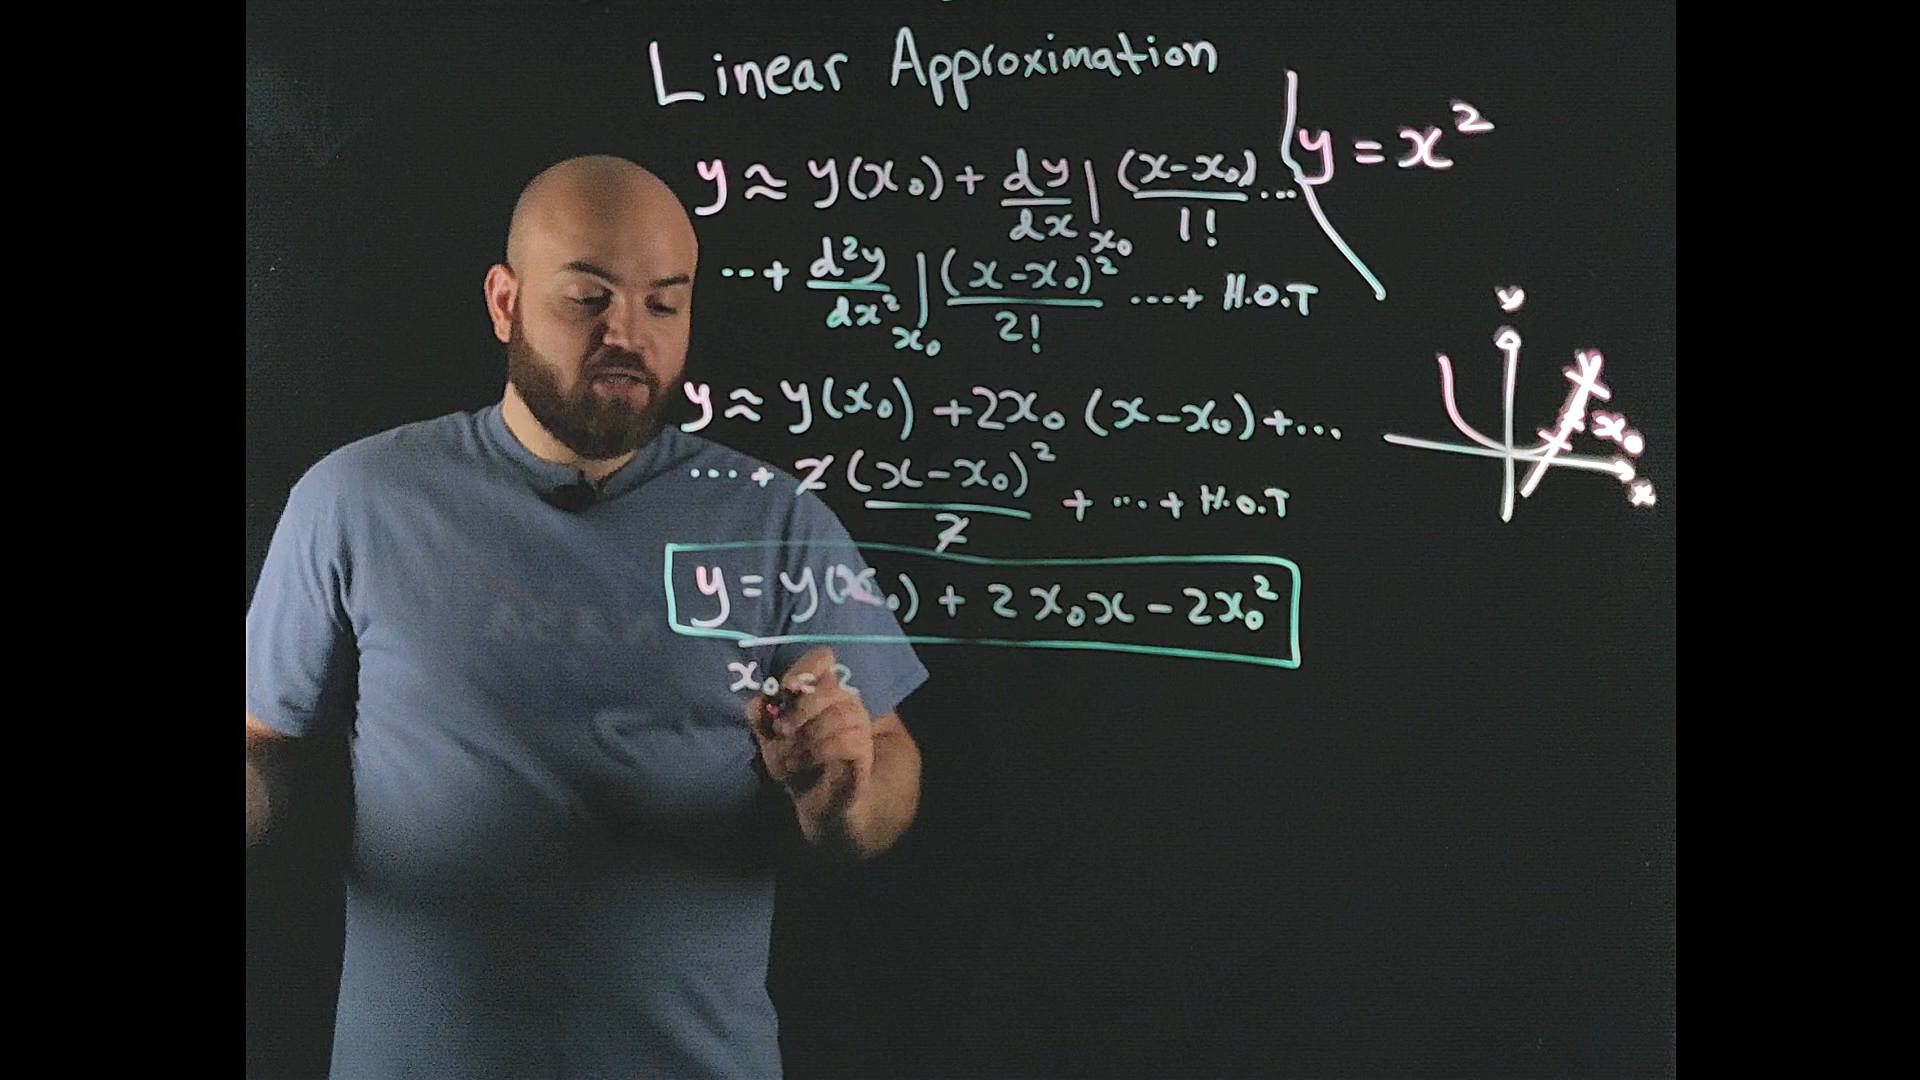 Linear Approximation
y ≈ y(x₀) + dy/dx |x₀ (x-x₀)/1! ...
y = x²
...+ d²y/dx² |x₀ (x-x₀)²/2! ...+ H.O.T
y
y ≈ y(x₀) +2x₀ (x-x₀) +...
x₀
...+ 2(x-x₀)²/2 + ... + H.O.T
x
y = y(x₀) + 2x₀x - 2x₀²
x₀ = 2